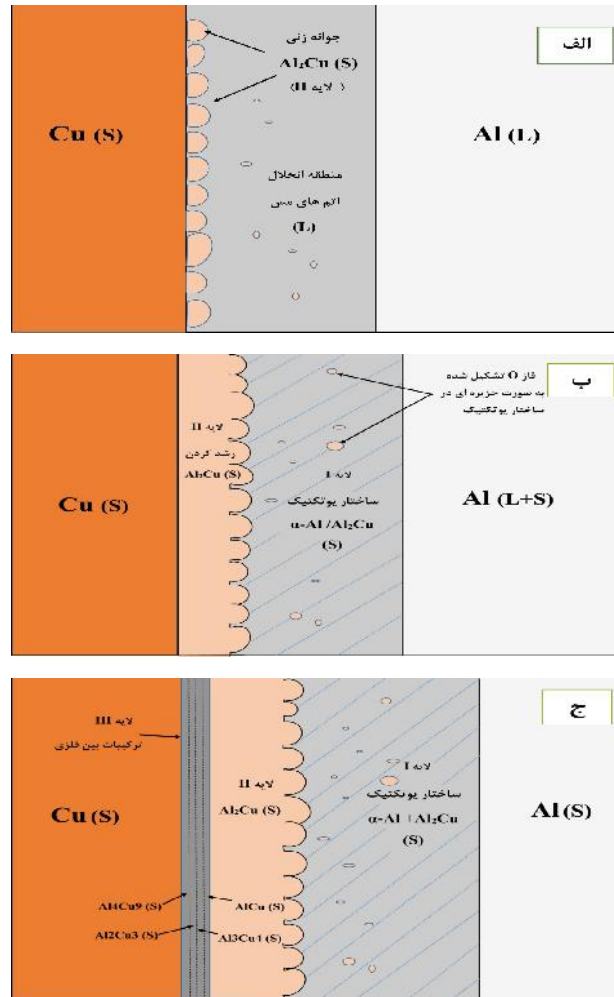 الف
جوانه زنی
Al₂Cu (S)
(لایه II)
Cu (S)
Al (L)
منطقه انحلال
اتم های مس
(L)
ب
فاز θ تشکیل شده
به صورت جزیره ای در
ساختار یوتکتیک
لایه II
رشد کردن
Al₂Cu (S)
لایه I
ساختار یوتکتیک
α-Al /Al₂Cu
(S)
Cu (S)
Al (L+S)
ج
لایه III
ترکیبات بین فلزی
لایه II
Al₂Cu (S)
لایه I
ساختار یوتکتیک
α-Al +Al₂Cu
(S)
Cu (S)
Al (S)
Al4Cu9 (S)
AlCu (S)
Al2Cu3 (S)
Al3Cu4 (S)